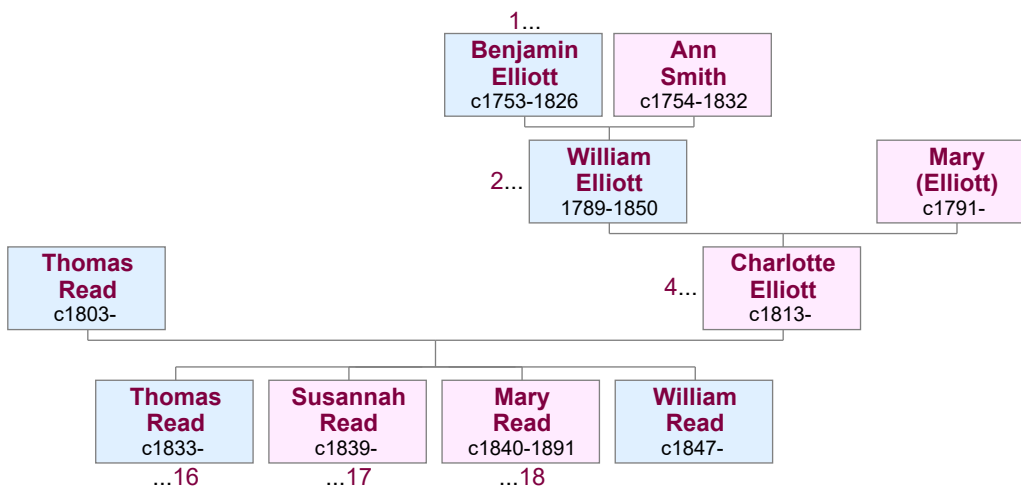 1...
Benjamin
Elliott
c1753-1826
Ann
Smith
c1754-1832
2...
William
Elliott
1789-1850
Mary
(Elliott)
c1791-
Thomas
Read
c1803-
4...
Charlotte
Elliott
c1813-
Thomas
Read
c1833-
Susannah
Read
c1839-
Mary
Read
c1840-1891
William
Read
c1847-
...16
...17
...18